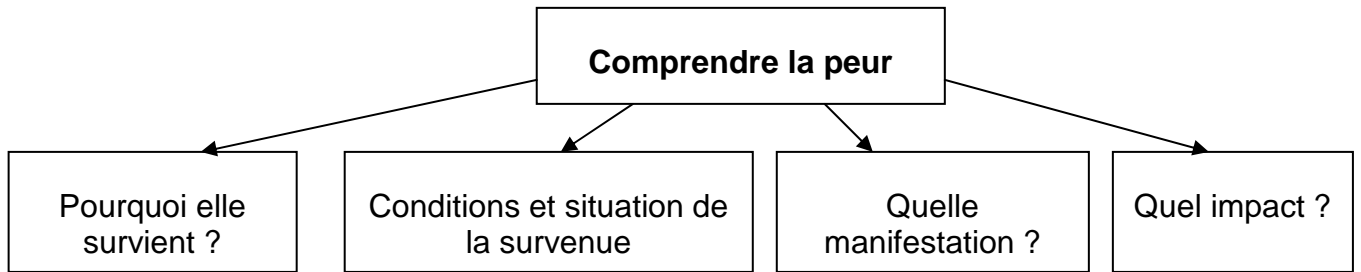 Comprendre la peur
Pourquoi elle
survient ?
Conditions et situation de
la survenue
Quelle
manifestation ?
Quel impact ?